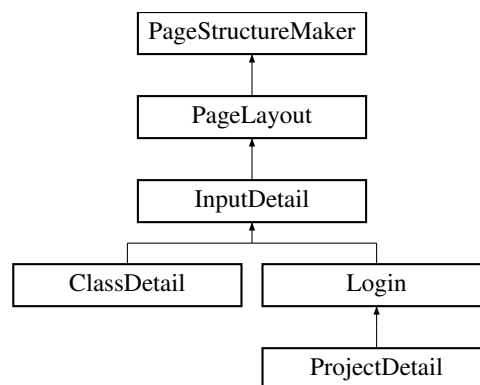 PageStructureMaker
PageLayout
InputDetail
ClassDetail
Login
ProjectDetail